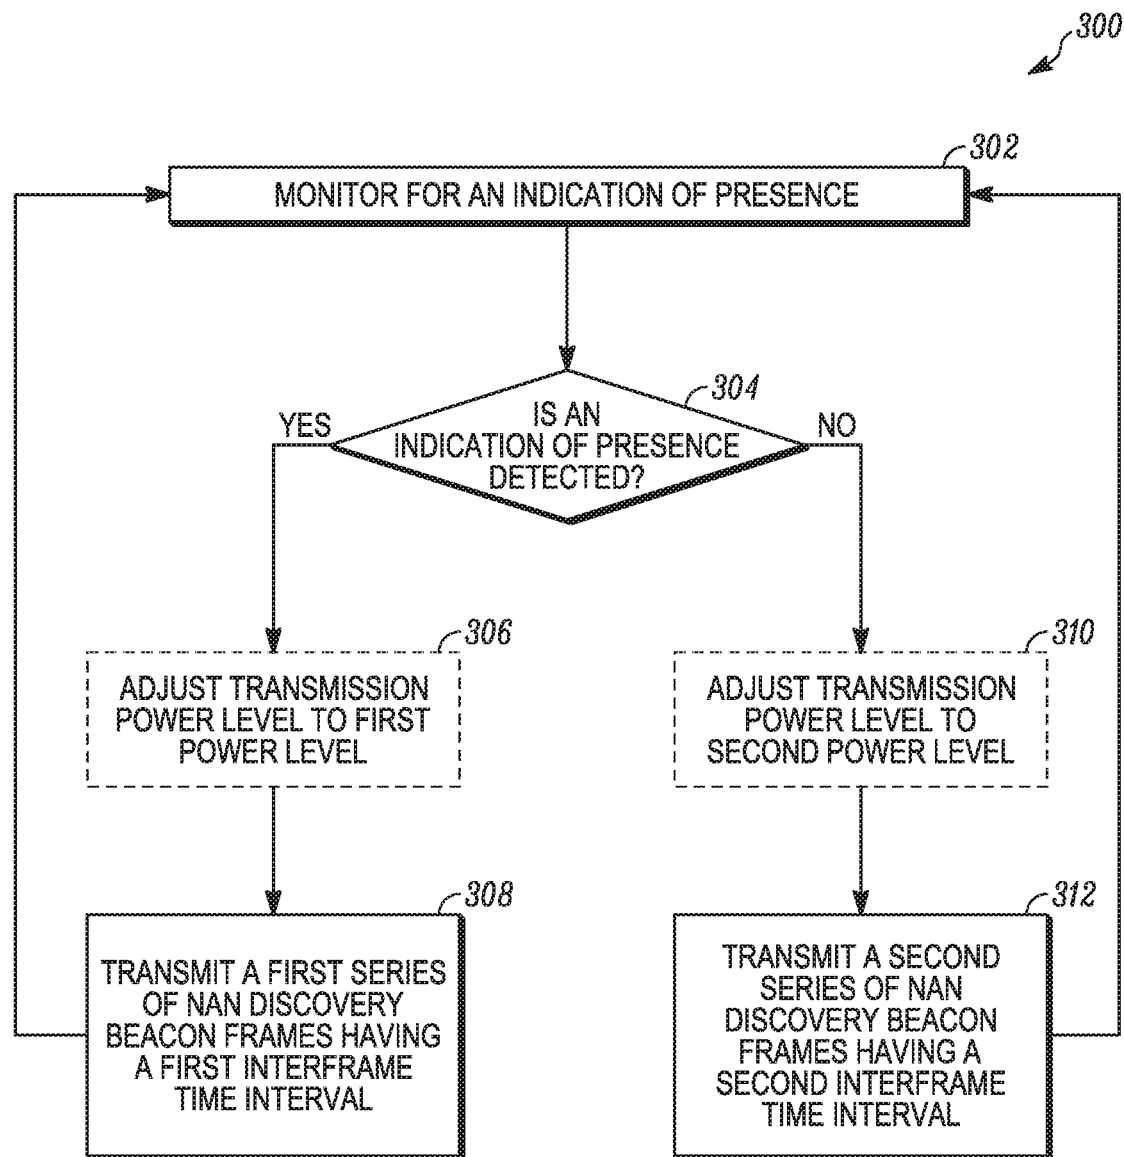 300
302
MONITOR FOR AN INDICATION OF PRESENCE
304
YES
IS AN
INDICATION OF PRESENCE
DETECTED?
NO
306
ADJUST TRANSMISSION
POWER LEVEL TO FIRST
POWER LEVEL
310
ADJUST TRANSMISSION
POWER LEVEL TO
SECOND POWER LEVEL
308
TRANSMIT A FIRST SERIES
OF NAN DISCOVERY
BEACON FRAMES HAVING
A FIRST INTERFRAME
TIME INTERVAL
312
TRANSMIT A SECOND
SERIES OF NAN
DISCOVERY BEACON
FRAMES HAVING A
SECOND INTERFRAME
TIME INTERVAL